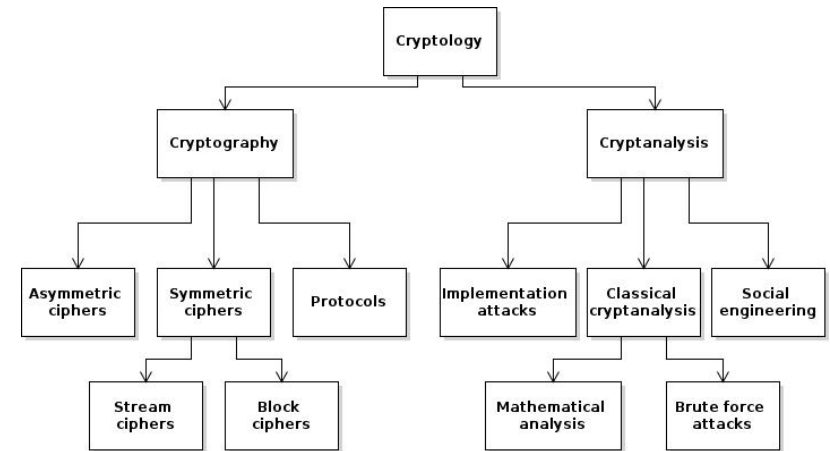 Cryptology
Cryptography
Cryptanalysis
Asymmetric
ciphers
Symmetric
ciphers
Protocols
Implementation
attacks
Classical
cryptanalysis
Social
engineering
Stream
ciphers
Block
ciphers
Mathematical
analysis
Brute force
attacks